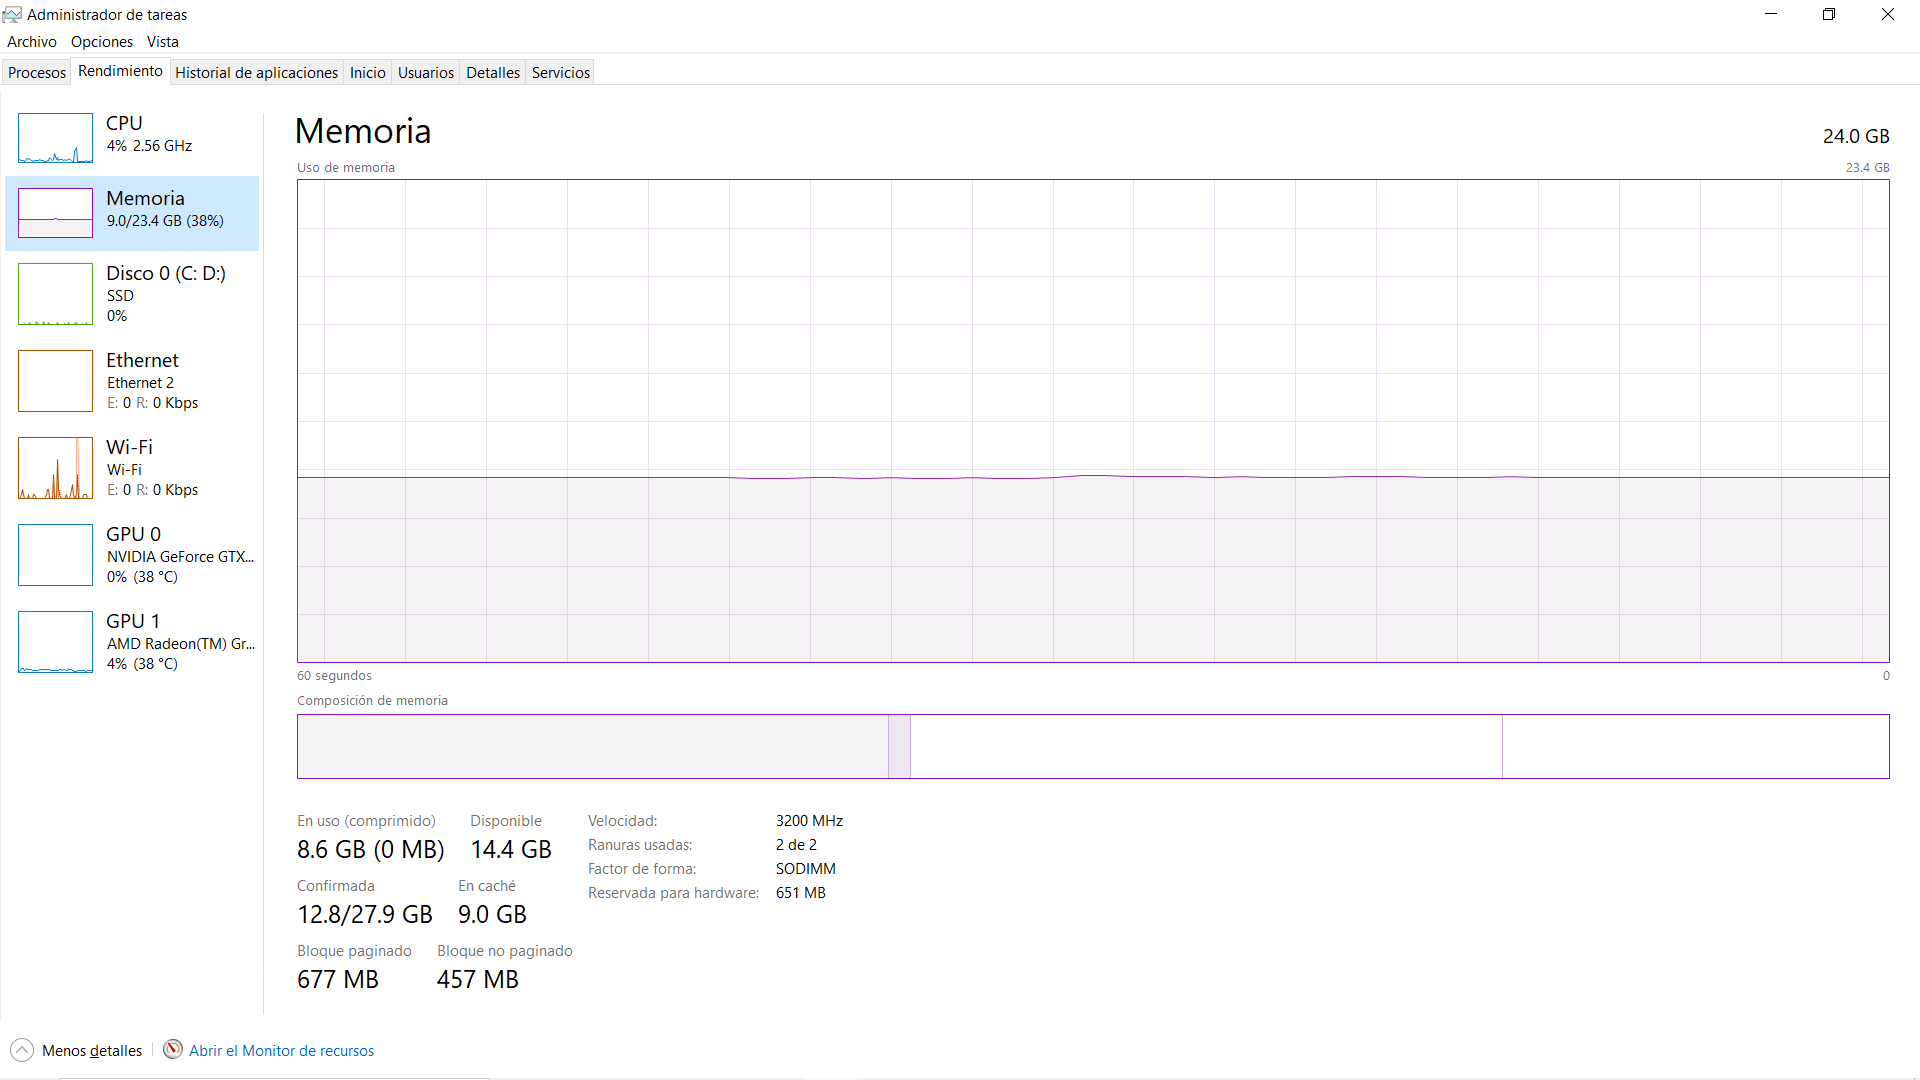 Administrador de tareas
Archivo Opciones Vista
Procesos Rendimiento Historial de aplicaciones Inicio Usuarios Detalles Servicios
CPU
4% 2.56 GHz
Memoria
9.0/23.4 GB (38%)
Disco 0 (C: D:)
SSD
0%
Ethernet
Ethernet 2
E: 0 R: 0 Kbps
Wi-Fi
Wi-Fi
E: 0 R: 0 Kbps
GPU 0
NVIDIA GeForce GTX...
0% (38 °C)
GPU 1
AMD Radeon(TM) Gr...
4% (38 °C)
Memoria 24.0 GB
Uso de memoria 23.4 GB
60 segundos 0
Composición de memoria
En uso (comprimido) Disponible
8.6 GB (0 MB) 14.4 GB
Confirmada En caché
12.8/27.9 GB 9.0 GB
Bloque paginado Bloque no paginado
677 MB 457 MB
Velocidad: 3200 MHz
Ranuras usadas: 2 de 2
Factor de forma: SODIMM
Reservada para hardware: 651 MB
Menos detalles Abrir el Monitor de recursos